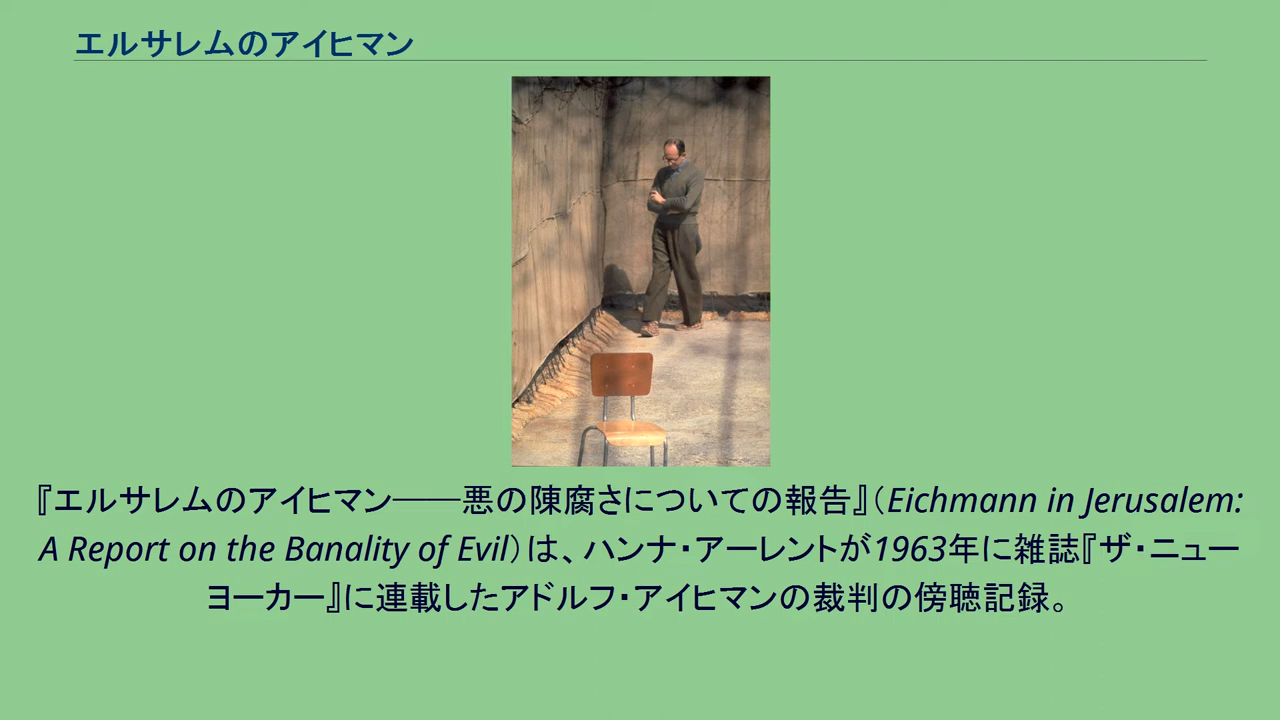 エルサレムのアイヒマン
『エルサレムのアイヒマン——悪の陳腐さについての報告』（Eichmann in Jerusalem:
A Report on the Banality of Evil）は、ハンナ・アーレントが1963年に雑誌『ザ・ニュー
ヨーカー』に連載したアドルフ・アイヒマンの裁判の傍聴記録。